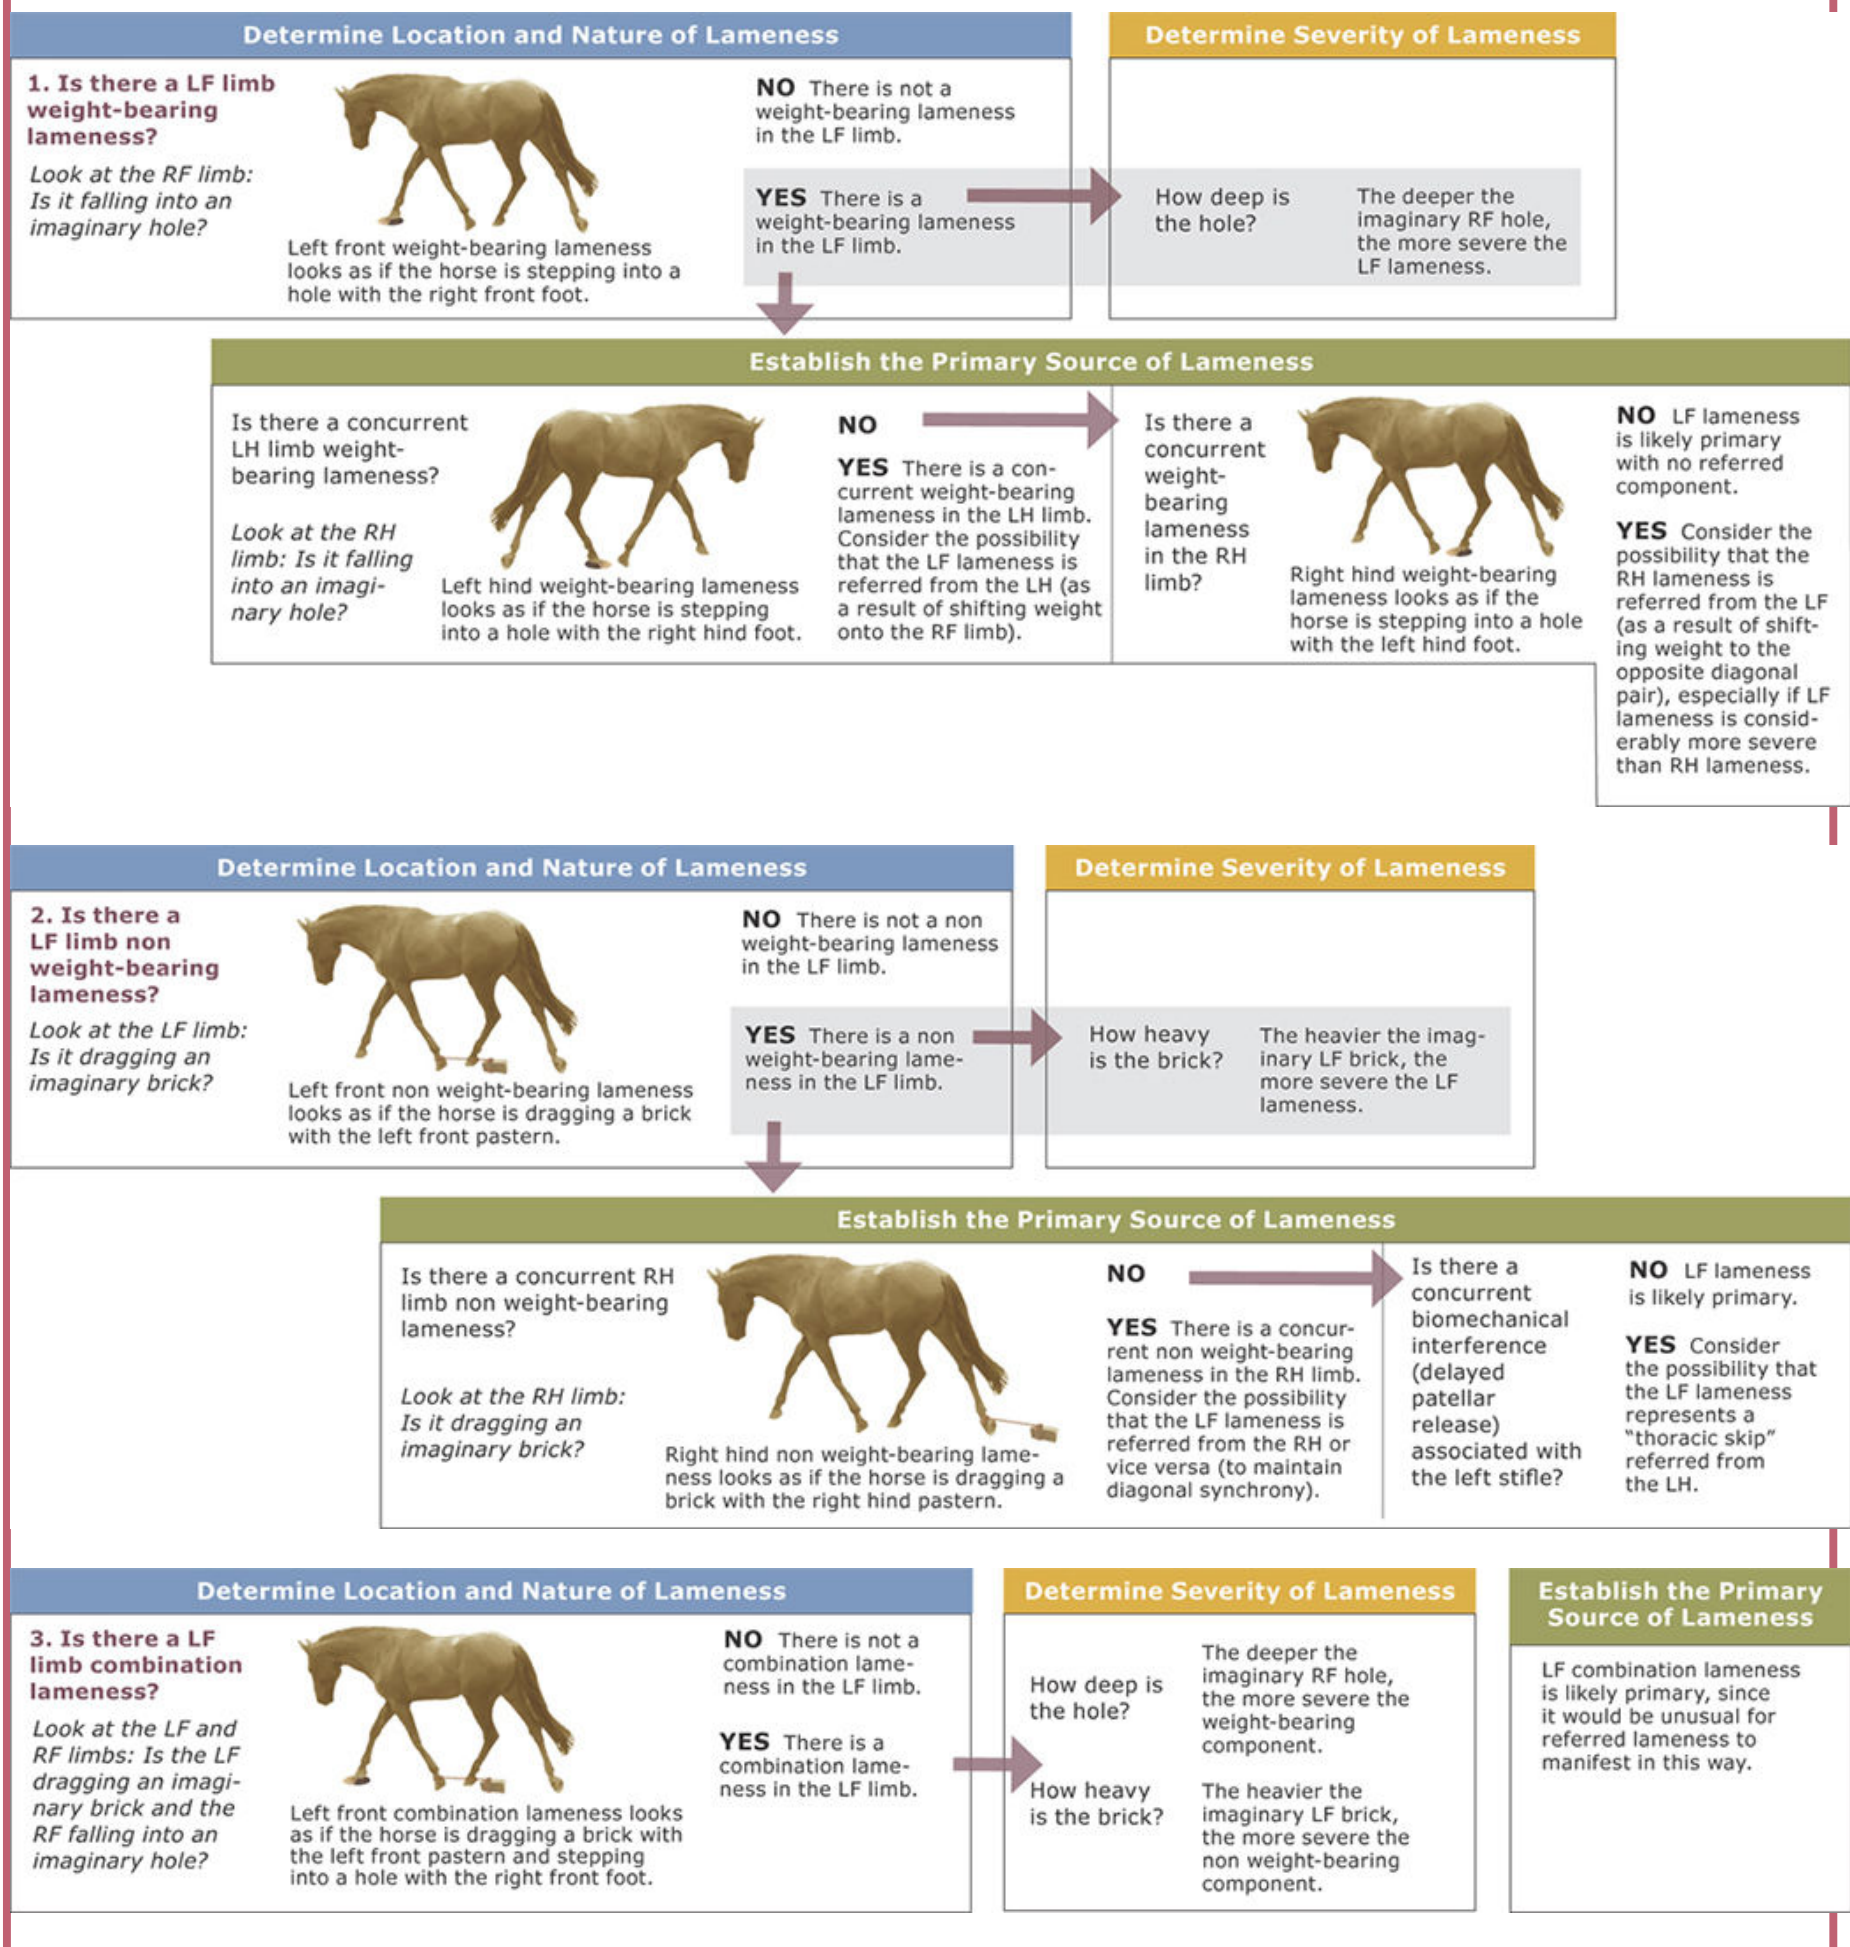 Determine Location and Nature of Lameness
Determine Severity of Lameness
1. Is there a LF limb
weight-bearing
lameness?
Look at the RF limb:
Is it falling into an
imaginary hole?
Left front weight-bearing lameness
looks as if the horse is stepping into a
hole with the right front foot.
NO There is not a
weight-bearing lameness
in the LF limb.
YES There is a
weight-bearing lameness
in the LF limb.
How deep is
the hole?
The deeper the
imaginary RF hole,
the more severe the
LF lameness.
Establish the Primary Source of Lameness
Is there a concurrent
LH limb weight-
bearing lameness?
Look at the RH
limb: Is it falling
into an imagi-
nary hole?
Left hind weight-bearing lameness
looks as if the horse is stepping
into a hole with the right hind foot.
NO
YES There is a con-
current weight-bearing
lameness in the LH limb.
Consider the possibility
that the LF lameness is
referred from the LH (as
a result of shifting weight
onto the RF limb).
Is there a
concurrent
weight-
bearing
lameness
in the RH
limb?
Right hind weight-bearing
lameness looks as if the
horse is stepping into a hole
with the left hind foot.
NO LF lameness
is likely primary
with no referred
component.
YES Consider the
possibility that the
RH lameness is
referred from the LF
(as a result of shift-
ing weight to the
opposite diagonal
pair), especially if LF
lameness is consid-
erably more severe
than RH lameness.
Determine Location and Nature of Lameness
Determine Severity of Lameness
2. Is there a
LF limb non
weight-bearing
lameness?
Look at the LF limb:
Is it dragging an
imaginary brick?
Left front non weight-bearing lameness
looks as if the horse is dragging a brick
with the left front pastern.
NO There is not a non
weight-bearing lameness
in the LF limb.
YES There is a non
weight-bearing lame-
ness in the LF limb.
How heavy
is the brick?
The heavier the imag-
inary LF brick, the
more severe the LF
lameness.
Establish the Primary Source of Lameness
Is there a concurrent RH
limb non weight-bearing
lameness?
Look at the RH limb:
Is it dragging an
imaginary brick?
Right hind non weight-bearing lame-
ness looks as if the horse is dragging a
brick with the right hind pastern.
NO
YES There is a concur-
rent non weight-bearing
lameness in the RH limb.
Consider the possibility
that the LF lameness is
referred from the RH or
vice versa (to maintain
diagonal synchrony).
Is there a
concurrent
biomechanical
interference
(delayed
patellar
release)
associated with
the left stifle?
NO LF lameness
is likely primary.
YES Consider
the possibility that
the LF lameness
represents a
“thoracic skip”
referred from
the LH.
Determine Location and Nature of Lameness
Determine Severity of Lameness
Establish the Primary
Source of Lameness
3. Is there a LF
limb combination
lameness?
Look at the LF and
RF limbs: Is the LF
dragging an imagi-
nary brick and the
RF falling into an
imaginary hole?
Left front combination lameness looks
as if the horse is dragging a brick with
the left front pastern and stepping
into a hole with the right front foot.
NO There is not a
combination lame-
ness in the LF limb.
YES There is a
combination lame-
ness in the LF limb.
How deep is
the hole?
The deeper the
imaginary RF hole,
the more severe the
weight-bearing
component.
How heavy
is the brick?
The heavier the
imaginary LF brick,
the more severe the
non weight-bearing
component.
LF combination lameness
is likely primary, since
it would be unusual for
referred lameness to
manifest in this way.